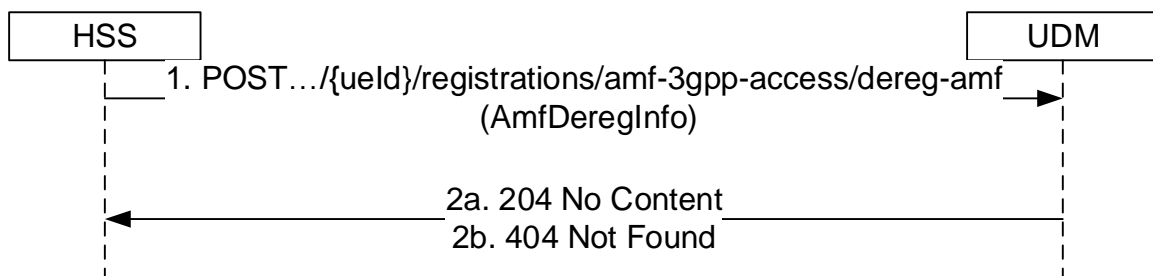 HSS
UDM
1. POST…/{ueId}/registrations/amf-3gpp-access/dereg-amf
(AmfDeregInfo)
2a. 204 No Content
2b. 404 Not Found